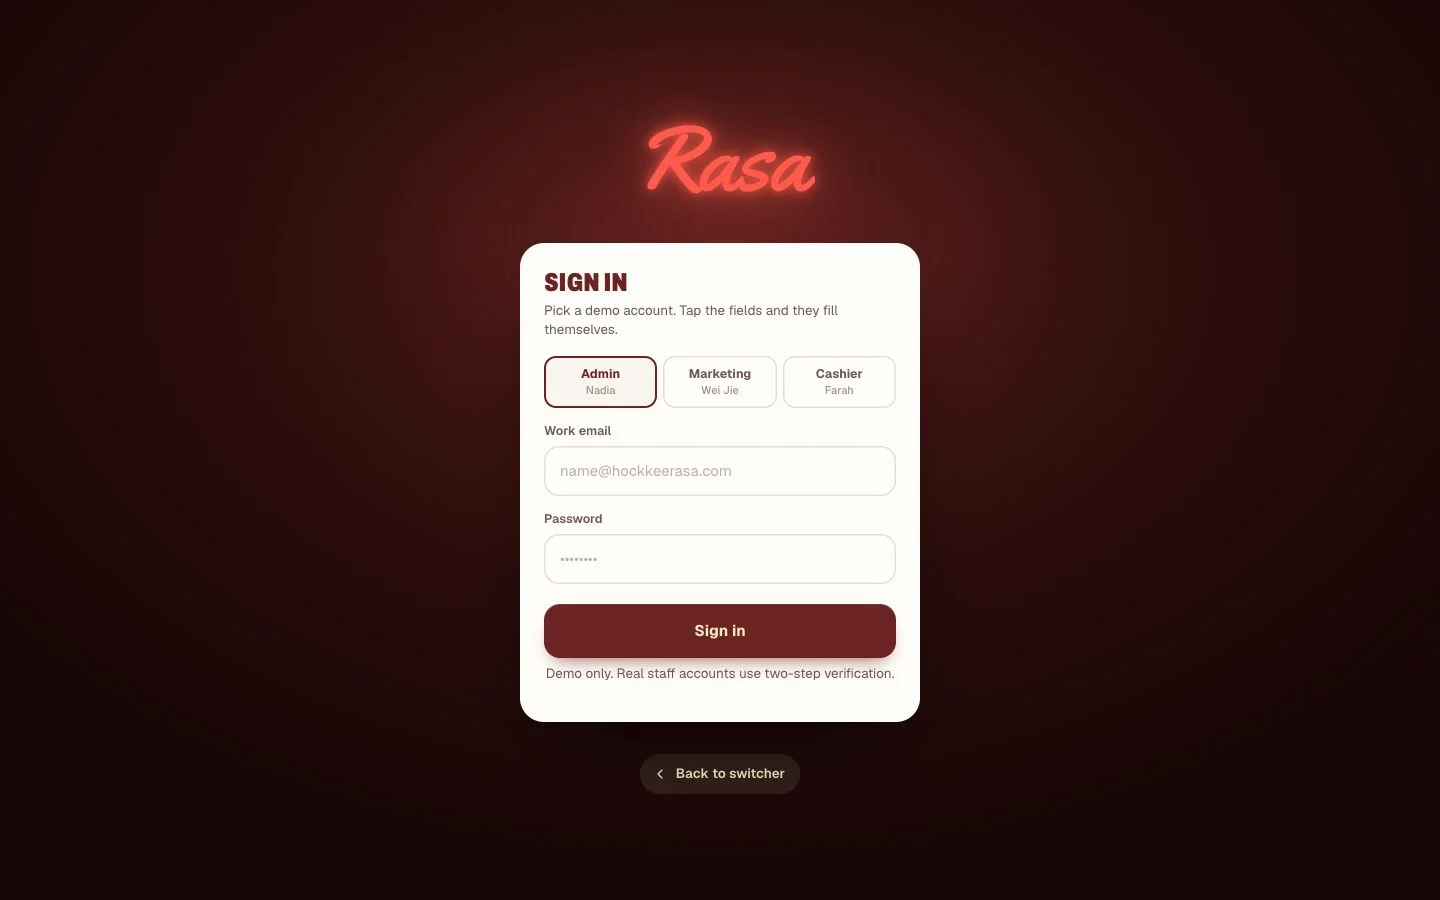 Rasa
SIGN IN
Pick a demo account. Tap the fields and they fill
themselves.
Admin
Nadia
Marketing
Wei Jie
Cashier
Farah
Work email
name@hockkeerasa.com
Password
••••••••
Sign in
Demo only. Real staff accounts use two-step verification.
Back to switcher